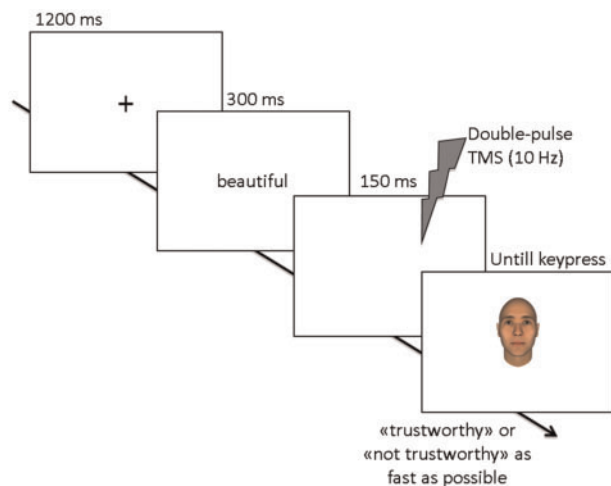 1200 ms
+
300 ms
beautiful
150 ms
Double-pulse
TMS (10 Hz)
Untill keypress
«trustworthy» or
«not trustworthy» as
fast as possible